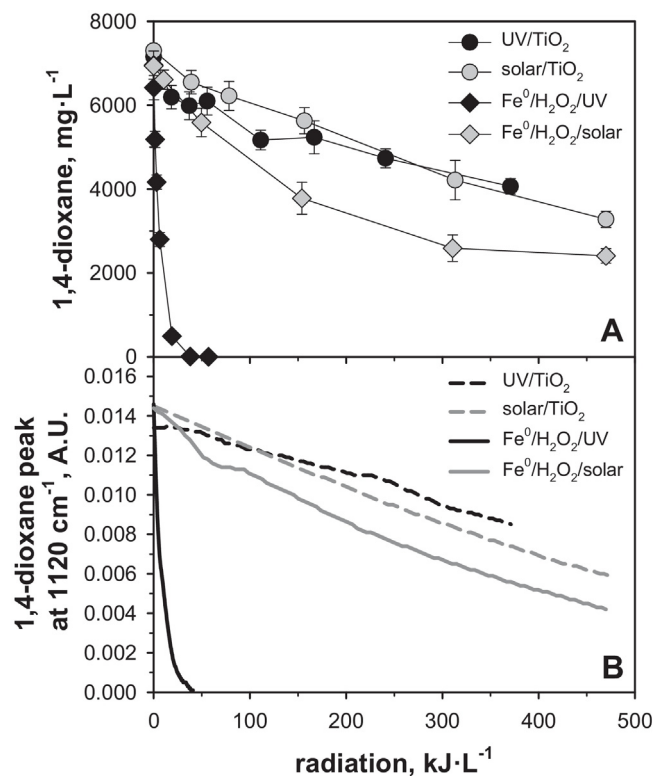 8000
6000
4000
2000
0
1,4-dioxane, mg·L⁻¹
UV/TiO₂
solar/TiO₂
Fe⁰/H₂O₂/UV
Fe⁰/H₂O₂/solar
A
0.016
0.014
0.012
0.010
0.008
0.006
0.004
0.002
0.000
1,4-dioxane peak
at 1120 cm⁻¹, A.U.
UV/TiO₂
solar/TiO₂
Fe⁰/H₂O₂/UV
Fe⁰/H₂O₂/solar
B
0 100 200 300 400 500
radiation, kJ·L⁻¹